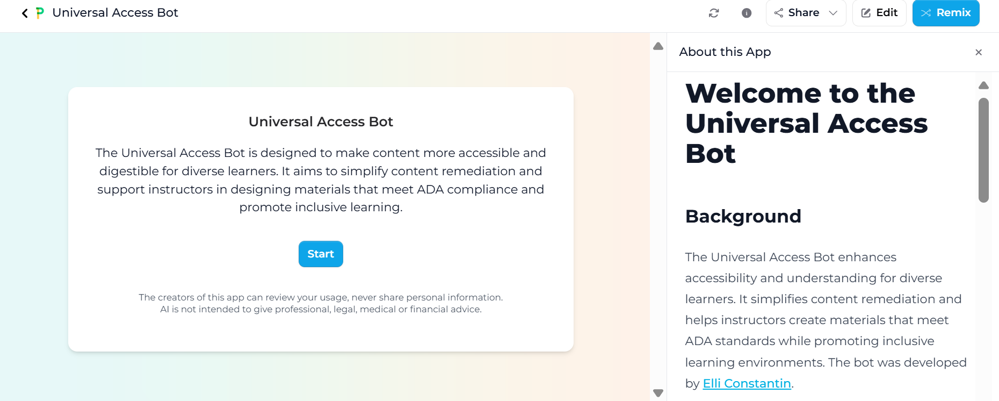 Universal Access Bot
Share
Edit
Remix
Universal Access Bot
The Universal Access Bot is designed to make content more accessible and
digestible for diverse learners. It aims to simplify content remediation and
support instructors in designing materials that meet ADA compliance and
promote inclusive learning.
Start
The creators of this app can review your usage, never share personal information.
AI is not intended to give professional, legal, medical or financial advice.
About this App
Welcome to the
Universal Access
Bot
Background
The Universal Access Bot enhances
accessibility and understanding for diverse
learners. It simplifies content remediation and
helps instructors create materials that meet
ADA standards while promoting inclusive
learning environments. The bot was developed
by Elli Constantin.